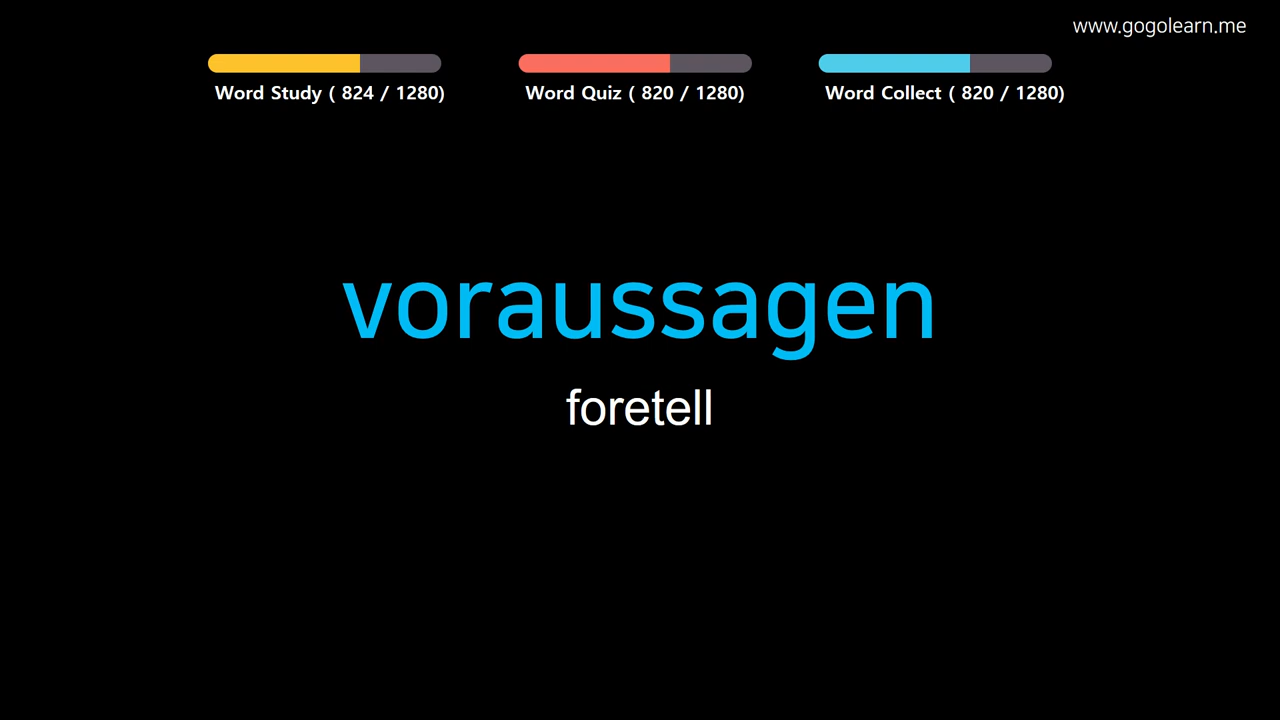 www.gogolearn.me
Word Study ( 824 / 1280)
Word Quiz ( 820 / 1280)
Word Collect ( 820 / 1280)
voraussagen
foretell